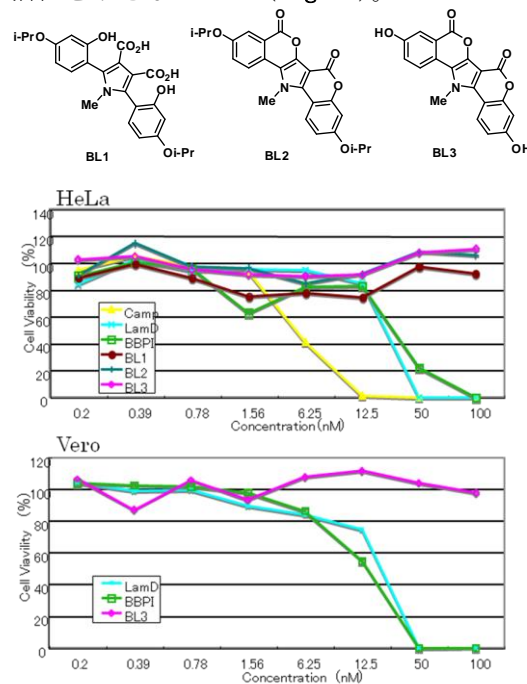 i-PrO
OH
CO₂H
CO₂H
OH
N
Me
Oi-Pr
BL1
i-PrO
O
O
O
O
N
Me
Oi-Pr
BL2
HO
O
O
O
O
N
Me
OH
BL3
HeLa
Cell Viability (%)
140
120
100
80
60
40
20
0
Camp
LamD
BBPI
BL1
BL2
BL3
0.2 0.39 0.78 1.56 6.25 12.5 50 100
Concentration(nM)
Vero
Cell Viavility (%)
120
100
80
60
40
20
0
LamD
BBPI
BL3
0.2 0.39 0.78 1.56 6.25 12.5 50 100
Concentration (nM)